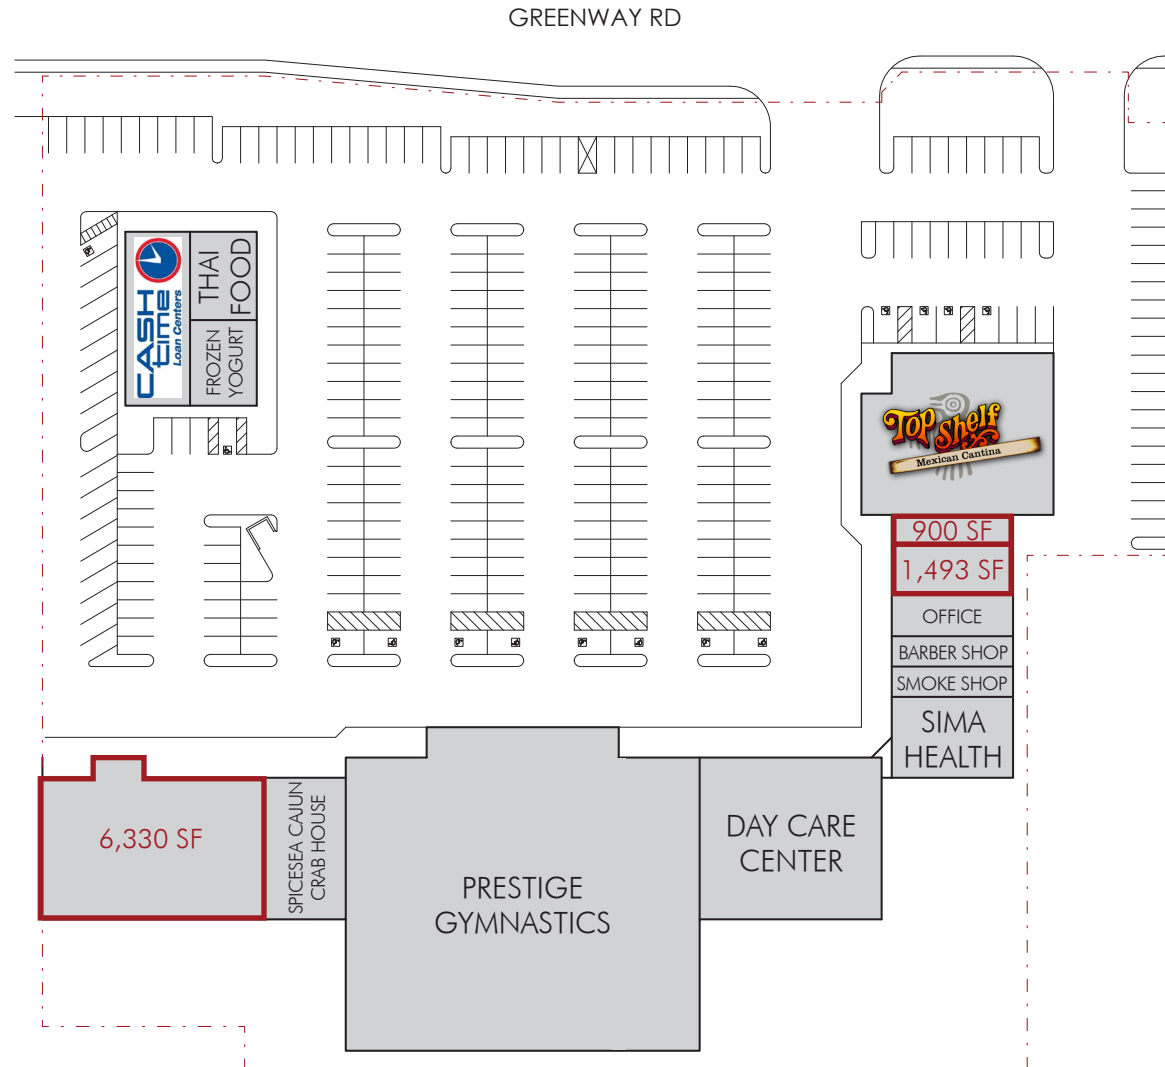 GREENWAY RD
CASH
time
Loan Centers
THAI
FOOD
FROZEN
YOGURT
Top Shelf
Mexican Cantina
900 SF
1,493 SF
OFFICE
BARBER SHOP
SMOKE SHOP
SIMA
HEALTH
6,330 SF
SPICESEA CAJUN
CRAB HOUSE
PRESTIGE
GYMNASTICS
DAY CARE
CENTER